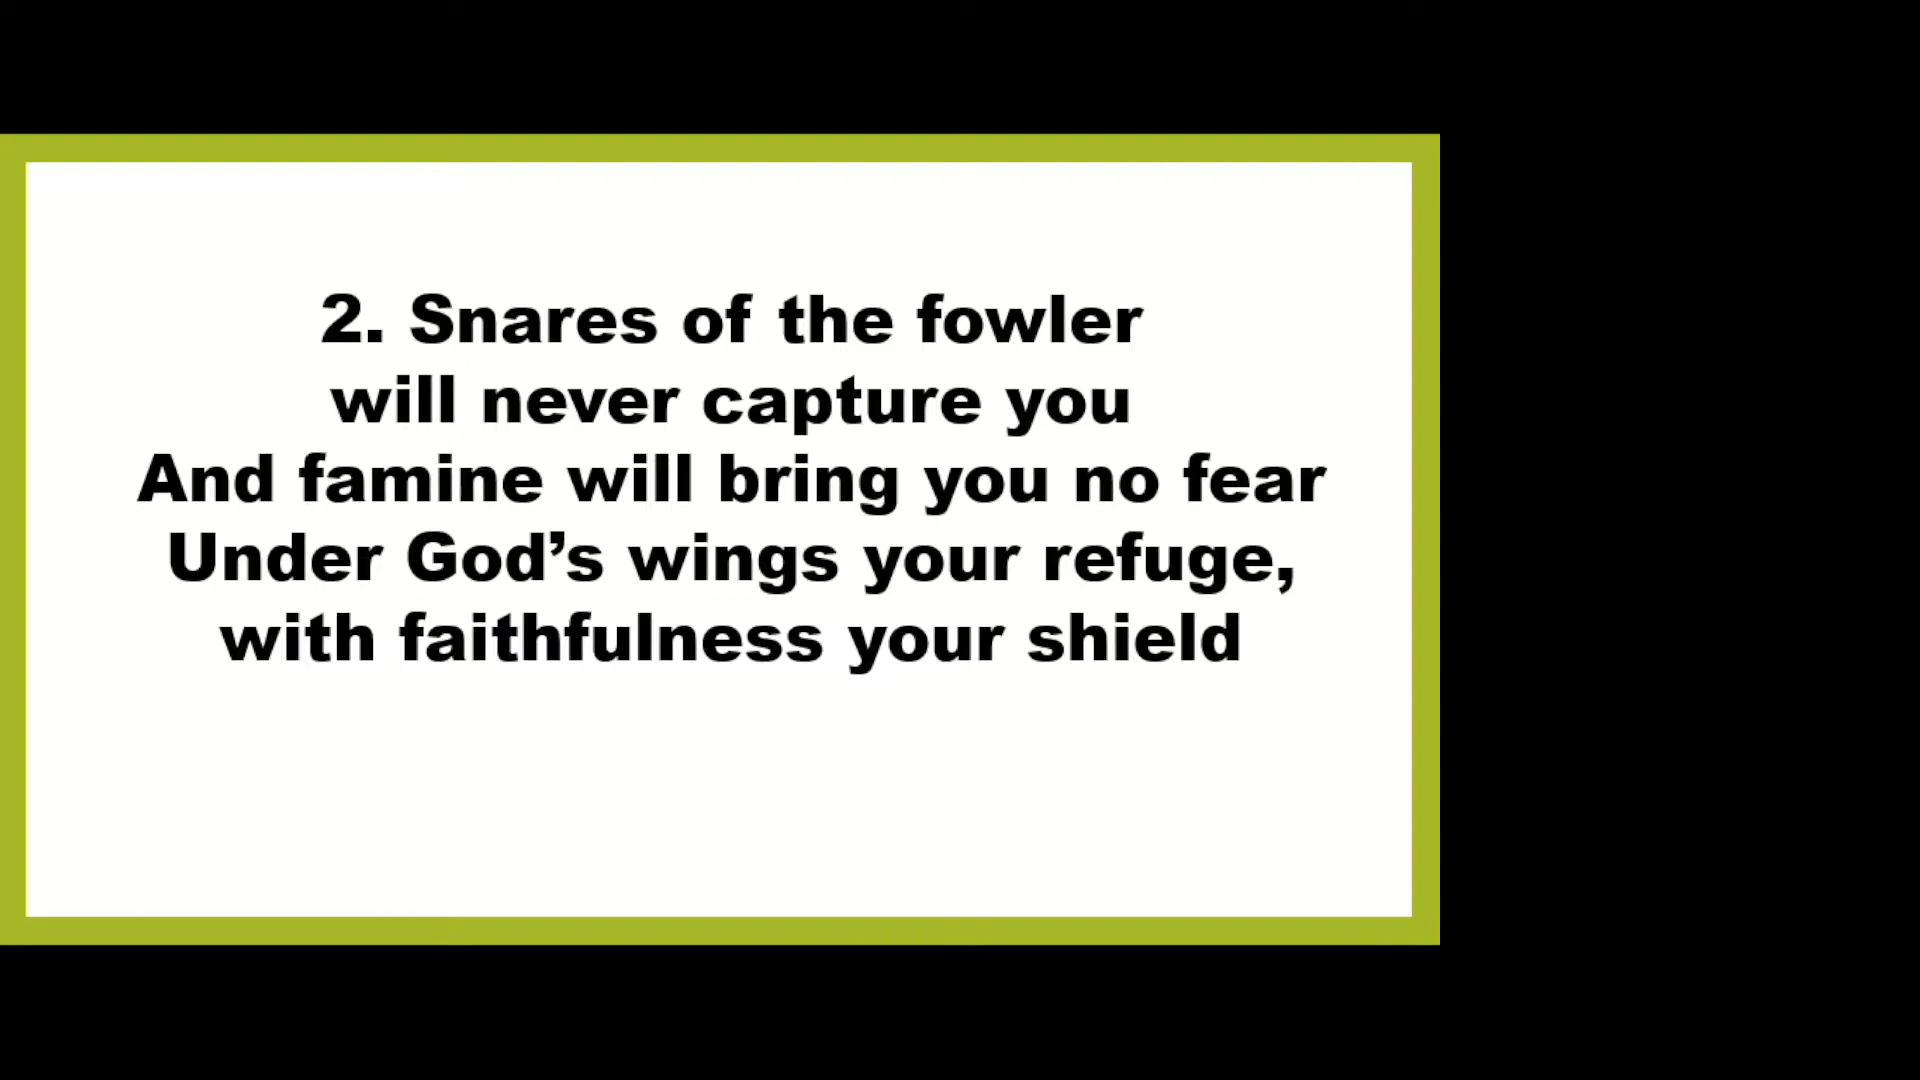 2. Snares of the fowler
will never capture you
And famine will bring you no fear
Under God’s wings your refuge,
with faithfulness your shield